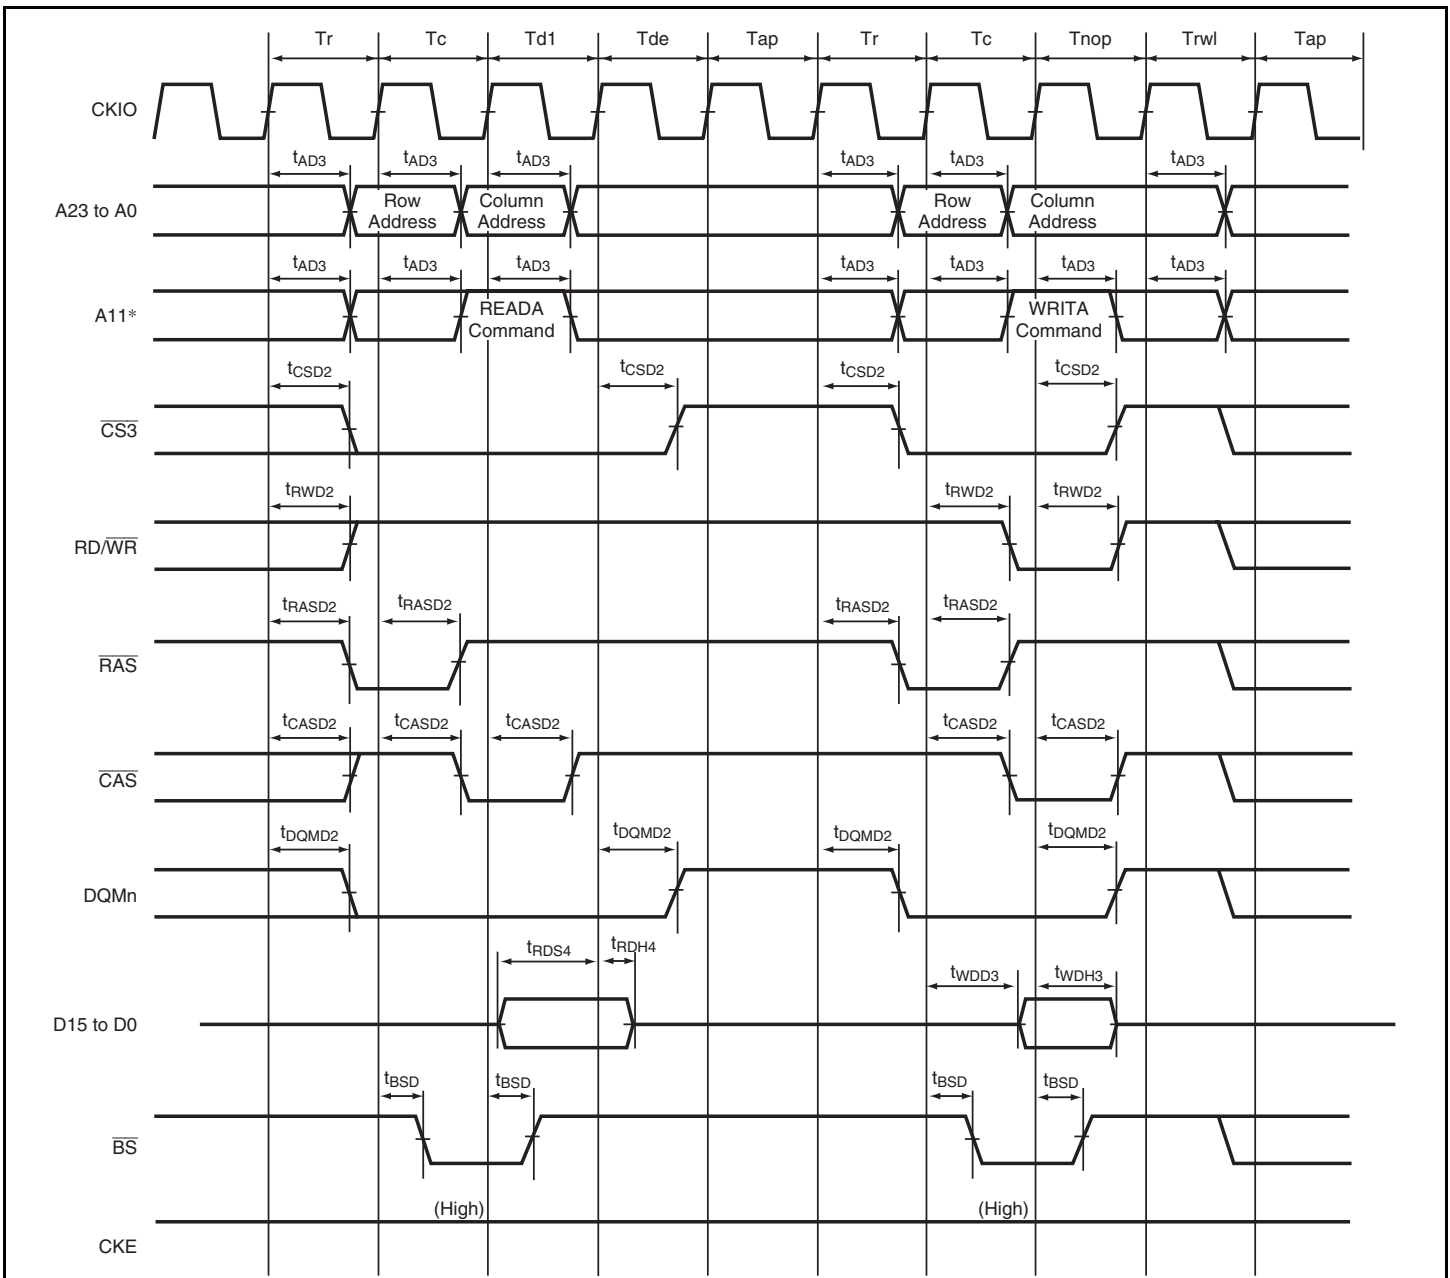 Tr Tc Td1 Tde Tap Tr Tc Tnop Trwl Tap
CKIO
tAD3 tAD3 tAD3 tAD3 tAD3 tAD3
A23 to A0
Row Address
Column Address
Row Address
Column Address
tAD3 tAD3 tAD3 tAD3 tAD3 tAD3 tAD3
A11*
READA Command
WRITA Command
tCSD2 tCSD2 tCSD2 tCSD2
CS3
tRWD2 tRWD2 tRWD2
RD/WR
tRASD2 tRASD2 tRASD2 tRASD2
RAS
tCASD2 tCASD2 tCASD2 tCASD2 tCASD2
CAS
tDQMD2 tDQMD2 tDQMD2 tDQMD2
DQMn
tRDS4 tRDH4 tWDD3 tWDH3
D15 to D0
tBSD tBSD tBSD tBSD
BS
(High) (High)
CKE